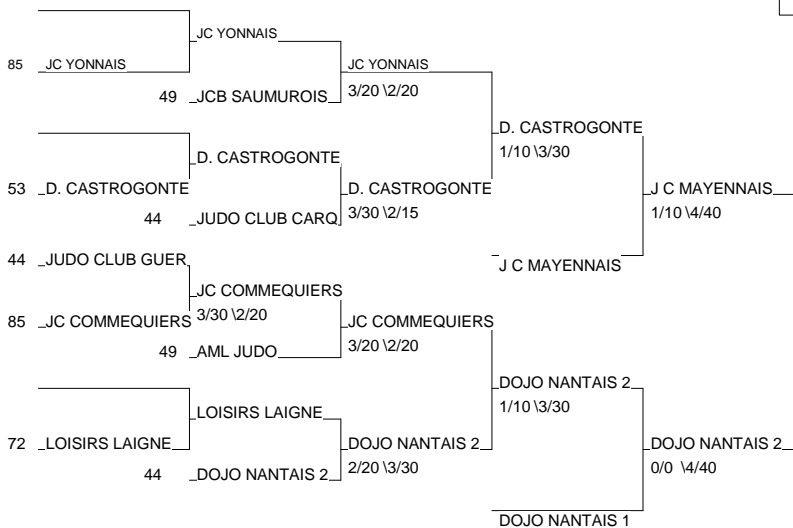 JC YONNAIS
85 JC YONNAIS JC YONNAIS
49 JCB SAUMUROIS 3/20 \2/20
D. CASTROGONTE
1/10 \3/30
D. CASTROGONTE
53 D. CASTROGONTE D. CASTROGONTE J C MAYENNAIS
44 JUDO CLUB CARQ 3/30 \2/15 1/10 \4/40
44 JUDO CLUB GUER J C MAYENNAIS
JC COMMEQUIERS
85 JC COMMEQUIERS 3/30 \2/20 JC COMMEQUIERS
49 AML JUDO 3/20 \2/20
DOJO NANTAIS 2
1/10 \3/30
LOISIRS LAIGNE
72 LOISIRS LAIGNE DOJO NANTAIS 2 DOJO NANTAIS 2
44 DOJO NANTAIS 2 2/20 \3/30 0/0 \4/40
DOJO NANTAIS 1